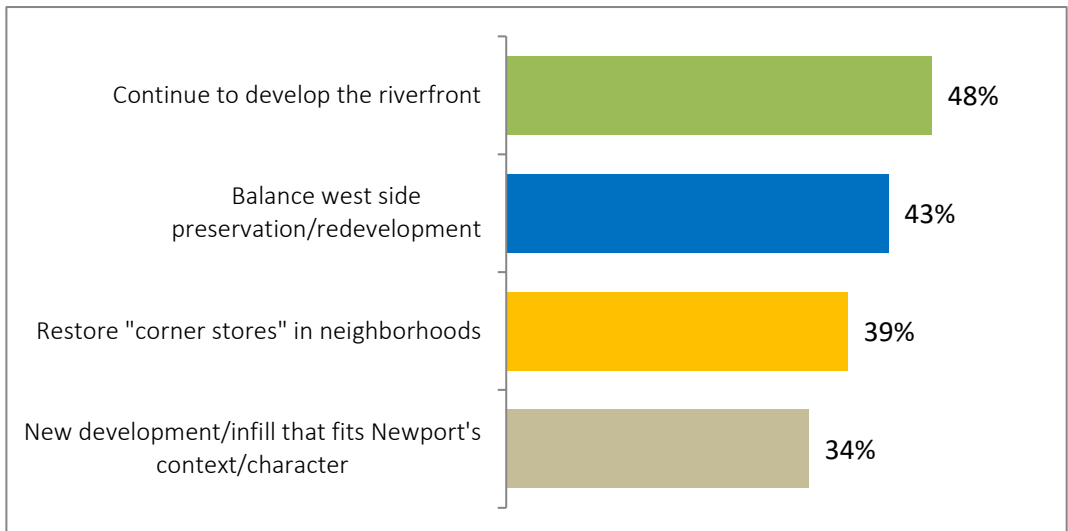 Continue to develop the riverfront
48%
Balance west side
preservation/redevelopment
43%
Restore "corner stores" in neighborhoods
39%
New development/infill that fits Newport's
context/character
34%